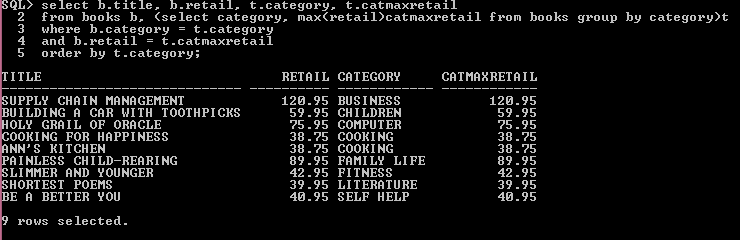 SQL> select b.title, b.retail, t.category, t.catmaxretail
2 from books b, (select category, max(retail)catmaxretail from books group by category)t
3 where b.category = t.category
4 and b.retail = t.catmaxretail
5 order by t.category;
TITLE RETAIL CATEGORY CATMAXRETAIL
------------------------------ ---------- ------------ ------------
SUPPLY CHAIN MANAGEMENT 120.95 BUSINESS 120.95
BUILDING A CAR WITH TOOTHPICKS 59.95 CHILDREN 59.95
HOLY GRAIL OF ORACLE 75.95 COMPUTER 75.95
COOKING FOR HAPPINESS 38.75 COOKING 38.75
ANN'S KITCHEN 38.75 COOKING 38.75
PAINLESS CHILD-REARING 89.95 FAMILY LIFE 89.95
SLIMMER AND YOUNGER 42.95 FITNESS 42.95
SHORTEST POEMS 39.95 LITERATURE 39.95
BE A BETTER YOU 40.95 SELF HELP 40.95
9 rows selected.